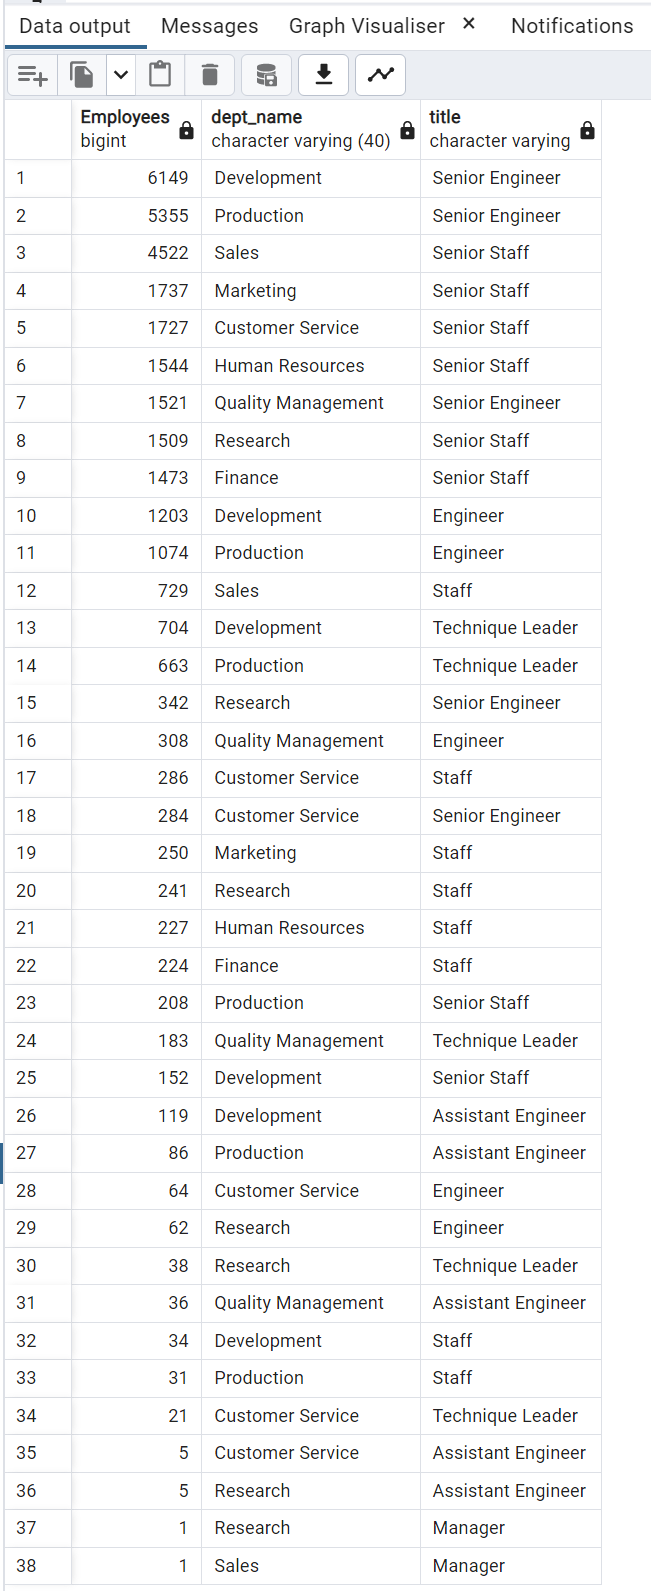 Data output Messages Graph Visualiser × Notifications
Employees dept_name title
bigint character varying (40) character varying
1 6149 Development Senior Engineer
2 5355 Production Senior Engineer
3 4522 Sales Senior Staff
4 1737 Marketing Senior Staff
5 1727 Customer Service Senior Staff
6 1544 Human Resources Senior Staff
7 1521 Quality Management Senior Engineer
8 1509 Research Senior Staff
9 1473 Finance Senior Staff
10 1203 Development Engineer
11 1074 Production Engineer
12 729 Sales Staff
13 704 Development Technique Leader
14 663 Production Technique Leader
15 342 Research Senior Engineer
16 308 Quality Management Engineer
17 286 Customer Service Staff
18 284 Customer Service Senior Engineer
19 250 Marketing Staff
20 241 Research Staff
21 227 Human Resources Staff
22 224 Finance Staff
23 208 Production Senior Staff
24 183 Quality Management Technique Leader
25 152 Development Senior Staff
26 119 Development Assistant Engineer
27 86 Production Assistant Engineer
28 64 Customer Service Engineer
29 62 Research Engineer
30 38 Research Technique Leader
31 36 Quality Management Assistant Engineer
32 34 Development Staff
33 31 Production Staff
34 21 Customer Service Technique Leader
35 5 Customer Service Assistant Engineer
36 5 Research Assistant Engineer
37 1 Research Manager
38 1 Sales Manager